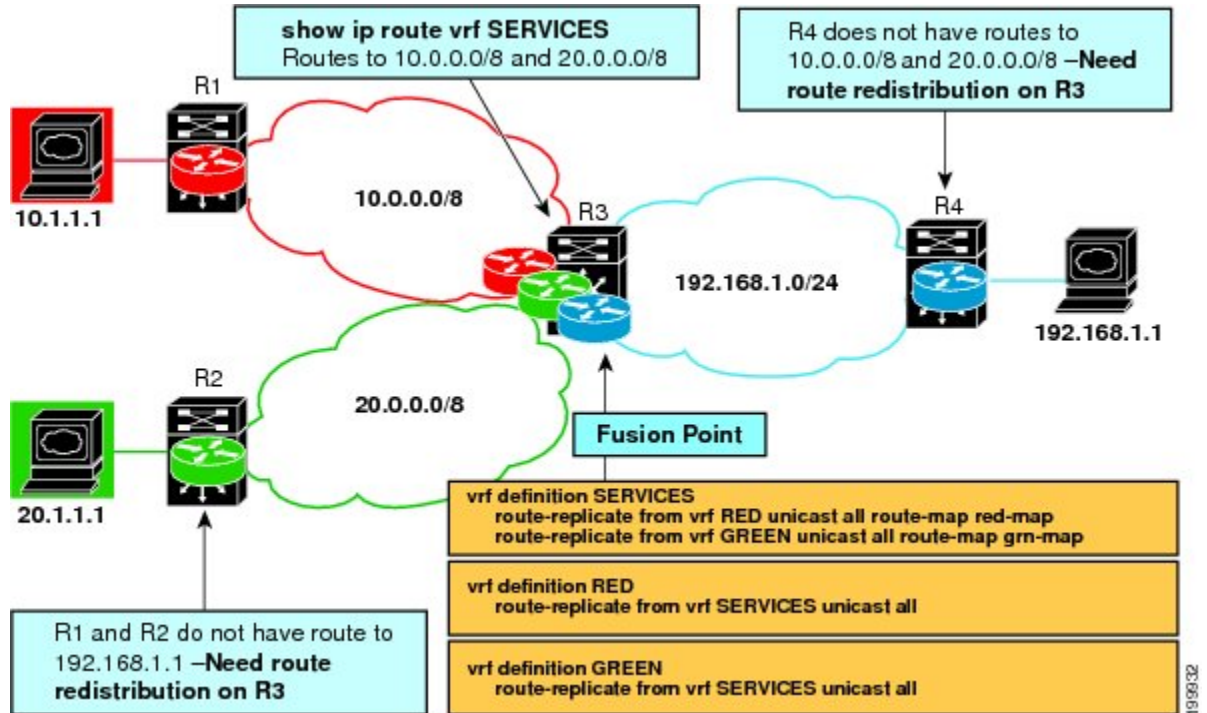 show ip route vrf SERVICES
Routes to 10.0.0.0/8 and 20.0.0.0/8
R4 does not have routes to
10.0.0.0/8 and 20.0.0.0/8 –Need
route redistribution on R3
R1
10.1.1.1
10.0.0.0/8
R3
192.168.1.0/24
R4
192.168.1.1
R2
20.1.1.1
20.0.0.0/8
Fusion Point
vrf definition SERVICES
route-replicate from vrf RED unicast all route-map red-map
route-replicate from vrf GREEN unicast all route-map grn-map
vrf definition RED
route-replicate from vrf SERVICES unicast all
vrf definition GREEN
route-replicate from vrf SERVICES unicast all
R1 and R2 do not have route to
192.168.1.1 –Need route
redistribution on R3
199932